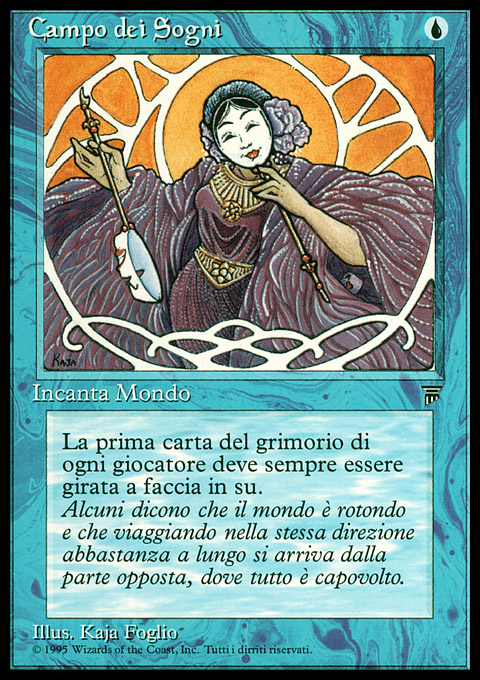 Campo dei Sogni
KAJA
Incanta Mondo
La prima carta del grimorio di
ogni giocatore deve sempre essere
girata a faccia in su.
Alcuni dicono che il mondo è rotondo
e che viaggiando nella stessa direzione
abbastanza a lungo si arriva dalla
parte opposta, dove tutto è capovolto.
Illus. Kaja Foglio
© 1995 Wizards of the Coast, Inc. Tutti i dirriti riservati.